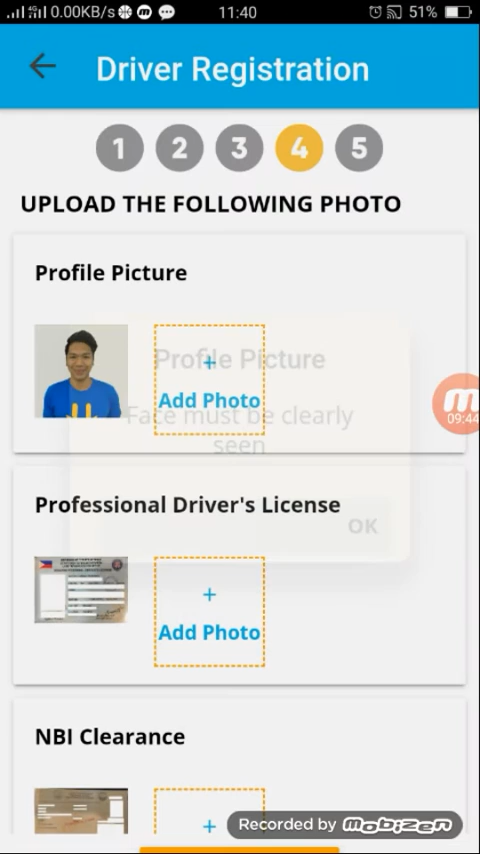 4G 0.00KB/s 11:40 51%
Driver Registration
1 2 3 4 5
UPLOAD THE FOLLOWING PHOTO
Profile Picture
Profile Picture
+
Add Photo
Face must be clearly
seen
09:44
Professional Driver's License
OK
+
Add Photo
NBI Clearance
+
Recorded by MOBIZEN